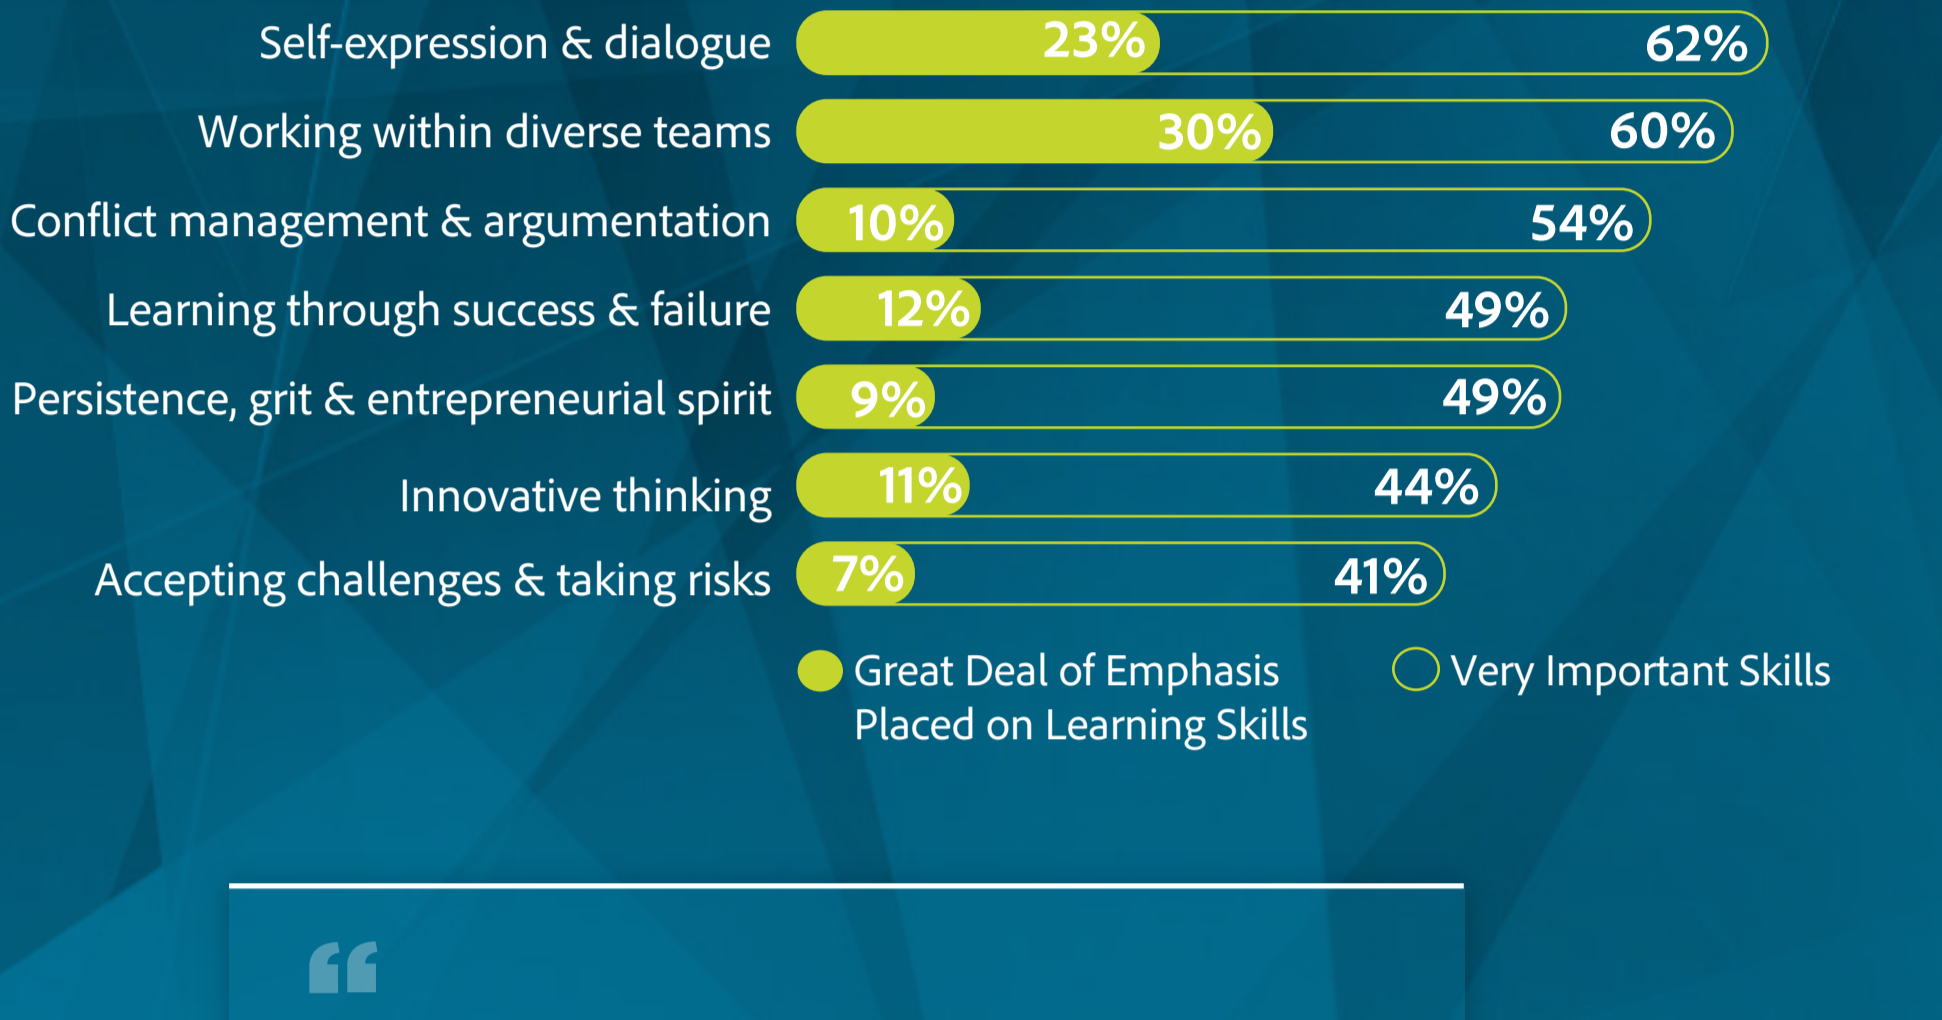 Self-expression & dialogue 23% 62%
Working within diverse teams 30% 60%
Conflict management & argumentation 10% 54%
Learning through success & failure 12% 49%
Persistence, grit & entrepreneurial spirit 9% 49%
Innovative thinking 11% 44%
Accepting challenges & taking risks 7% 41%
Great Deal of Emphasis Very Important Skills
Placed on Learning Skills
“